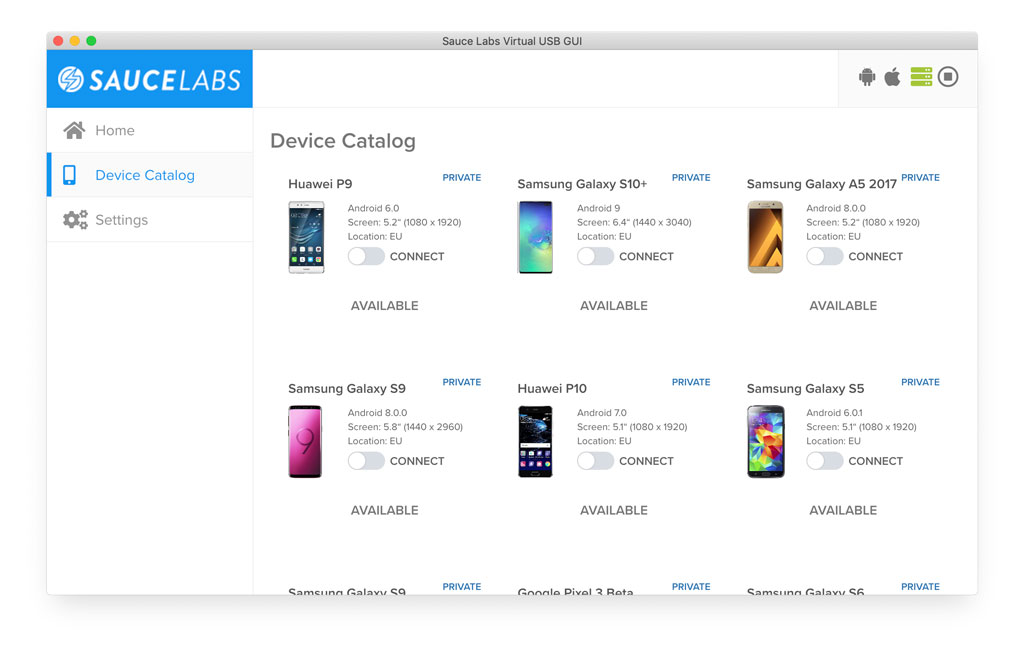 Sauce Labs Virtual USB GUI
SAUCELABS
Home
Device Catalog
Settings
Device Catalog
Huawei P9
PRIVATE
Android 6.0
Screen: 5.2" (1080 x 1920)
Location: EU
CONNECT
AVAILABLE
Samsung Galaxy S10+
PRIVATE
Android 9
Screen: 6.4" (1440 x 3040)
Location: EU
CONNECT
AVAILABLE
Samsung Galaxy A5 2017
PRIVATE
Android 8.0.0
Screen: 5.2" (1080 x 1920)
Location: EU
CONNECT
AVAILABLE
Samsung Galaxy S9
PRIVATE
Android 8.0.0
Screen: 5.8" (1440 x 2960)
Location: EU
CONNECT
AVAILABLE
9
Huawei P10
PRIVATE
Android 7.0
Screen: 5.1" (1080 x 1920)
Location: EU
CONNECT
AVAILABLE
Samsung Galaxy S5
PRIVATE
Android 6.0.1
Screen: 5.1" (1080 x 1920)
Location: EU
CONNECT
AVAILABLE
Samsung Galaxy S9
PRIVATE
Google Pixel 3 Beta
PRIVATE
Samsung Galaxy S6
PRIVATE